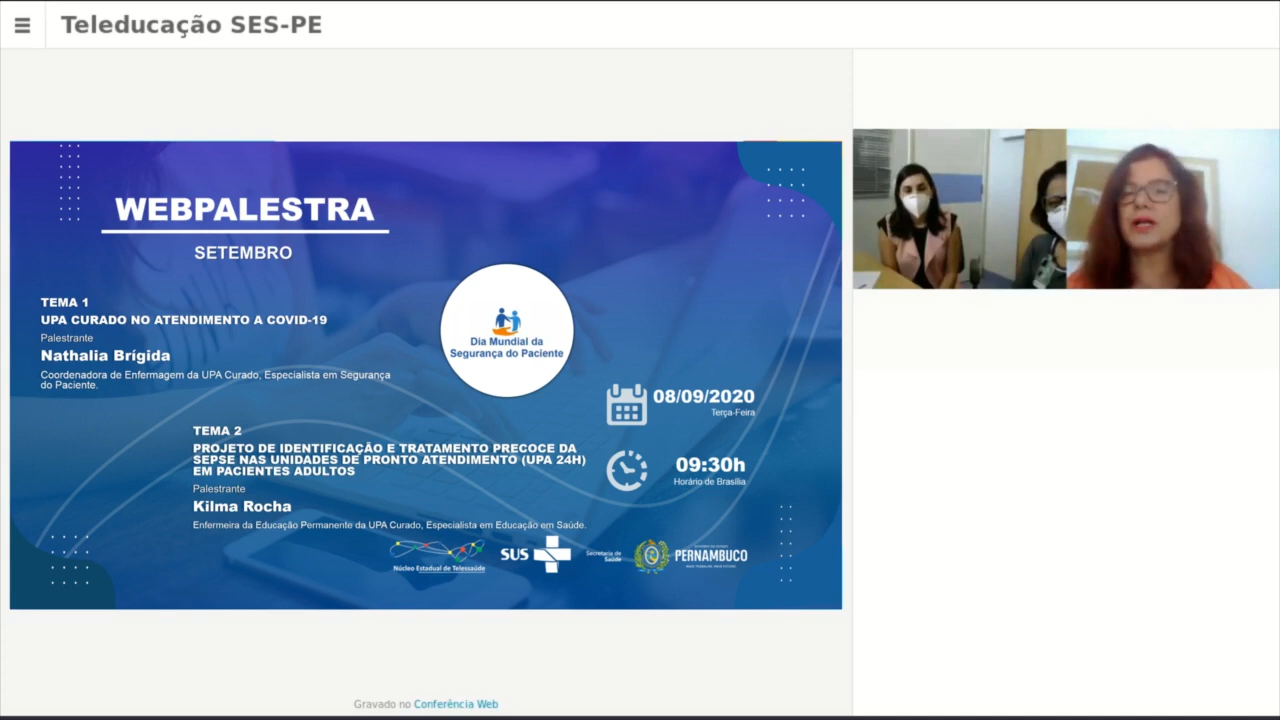 Teleducação SES-PE
WEBPALESTRA
SETEMBRO
TEMA 1
UPA CURADO NO ATENDIMENTO A COVID-19
Palestrante
Nathalia Brígida
Coordenadora de Enfermagem da UPA Curado, Especialista em Segurança
do Paciente.
Dia Mundial da
Segurança do Paciente
08/09/2020
Terça-Feira
TEMA 2
PROJETO DE IDENTIFICAÇÃO E TRATAMENTO PRECOCE DA
SEPSE NAS UNIDADES DE PRONTO ATENDIMENTO (UPA 24H)
EM PACIENTES ADULTOS
Palestrante
Kilma Rocha
Enfermeira da Educação Permanente da UPA Curado, Especialista em Educação em Saúde.
09:30h
Horário de Brasília
Núcleo Estadual de Telessaúde
SUS
Secretaria de
Saúde
PERNAMBUCO
Gravado no Conferência Web